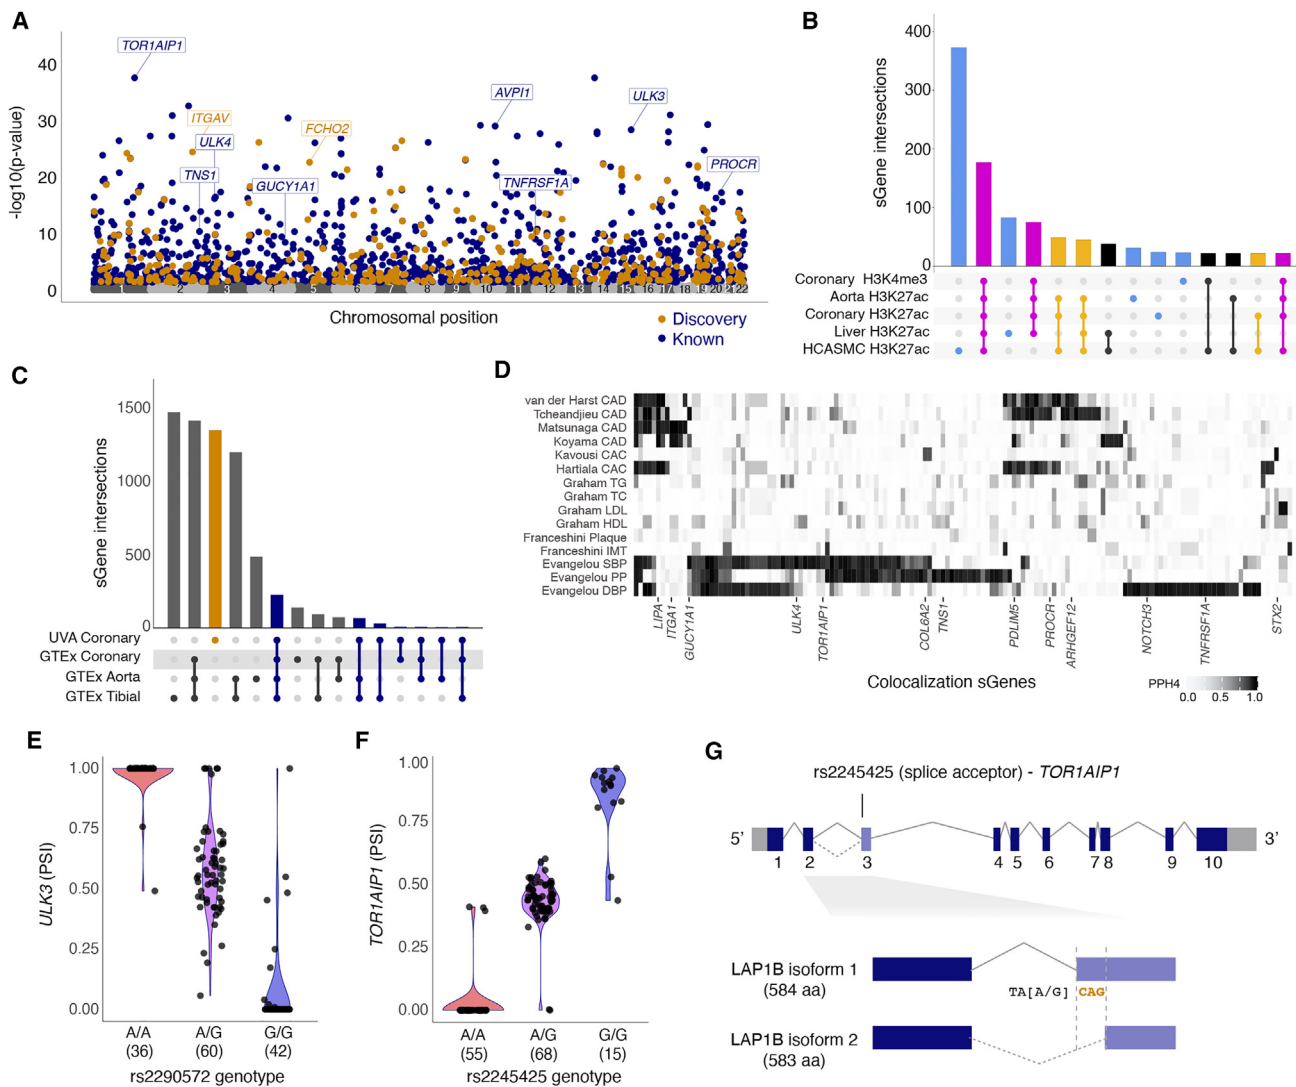 A
-log10(p-value)
40
30
20
10
0
TOR1AIP1
ITGAV
ULK4
TNS1
GUCY1A1
FCHO2
AVPI1
TNFRSF1A
ULK3
PROCR
1 2 3 4 5 6 7 8 9 10 11 12 13 14 15 16 17 18 19 20 21 22
Chromosomal position
Discovery
Known
B
sGene intersections
400
300
200
100
0
Coronary H3K4me3
Aorta H3K27ac
Coronary H3K27ac
Liver H3K27ac
HCASMC H3K27ac
C
sGene intersections
1500
1000
500
0
UVA Coronary
GTEx Coronary
GTEx Aorta
GTEx Tibial
D
van der Harst CAD
Tcheandjieu CAD
Matsunaga CAD
Koyama CAD
Kavousi CAC
Hartiala CAC
Graham TG
Graham TC
Graham LDL
Graham HDL
Franceshini Plaque
Franceshini IMT
Evangelou SBP
Evangelou PP
Evangelou DBP
LIPA
ITGA1
GUCY1A1
ULK4
TOR1AIP1
COL6A2
TNS1
PDLIM5
PROCR
ARHGEF12
NOTCH3
TNFRSF1A
STX2
Colocalization sGenes
PPH4
0.0 0.5 1.0
E
ULK3 (PSI)
1.00
0.75
0.50
0.25
0.00
A/A A/G G/G
(36) (60) (42)
rs2290572 genotype
F
TOR1AIP1 (PSI)
1.00
0.75
0.50
0.25
0.00
A/A A/G G/G
(55) (68) (15)
rs2245425 genotype
G
rs2245425 (splice acceptor) - TOR1AIP1
5' 3'
1 2 3 4 5 6 7 8 9 10
LAP1B isoform 1
(584 aa)
TA[A/G] CAG
LAP1B isoform 2
(583 aa)